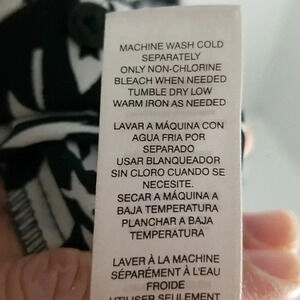 MACHINE WASH COLD
SEPARATELY
ONLY NON-CHLORINE
BLEACH WHEN NEEDED
TUMBLE DRY LOW
WARM IRON AS NEEDED
LAVAR A MÁQUINA CON
AGUA FRIA POR
SEPARADO
USAR BLANQUEADOR
SIN CLORO CUANDO SE
NECESITE.
SECAR A MÁQUINA A
BAJA TEMPERATURA
PLANCHAR A BAJA
TEMPERATURA
LAVER À LA MACHINE
SÉPARÉMENT À L'EAU
FROIDE
UTILISER SEULEMENT